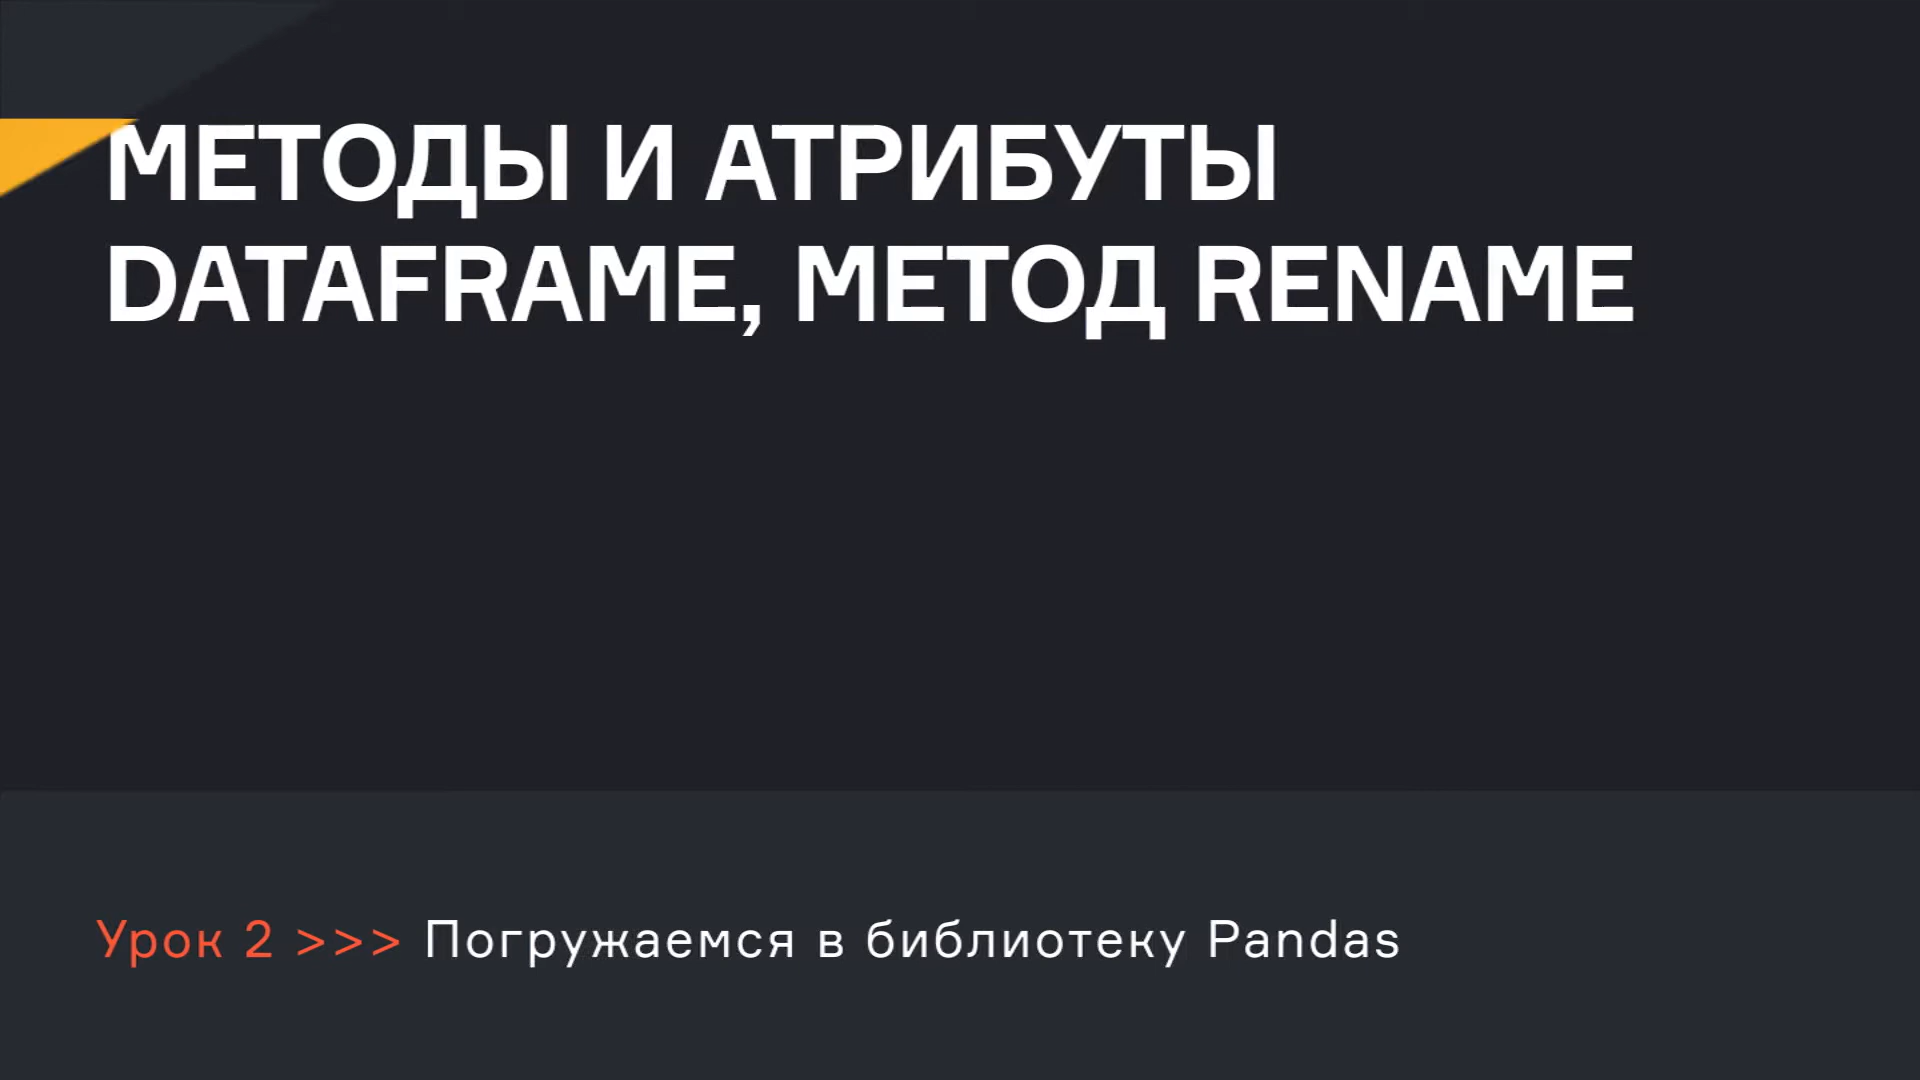 МЕТОДЫ И АТРИБУТЫ
DATAFRAME, МЕТОД RENAME
Урок 2 >>> Погружаемся в библиотеку Pandas